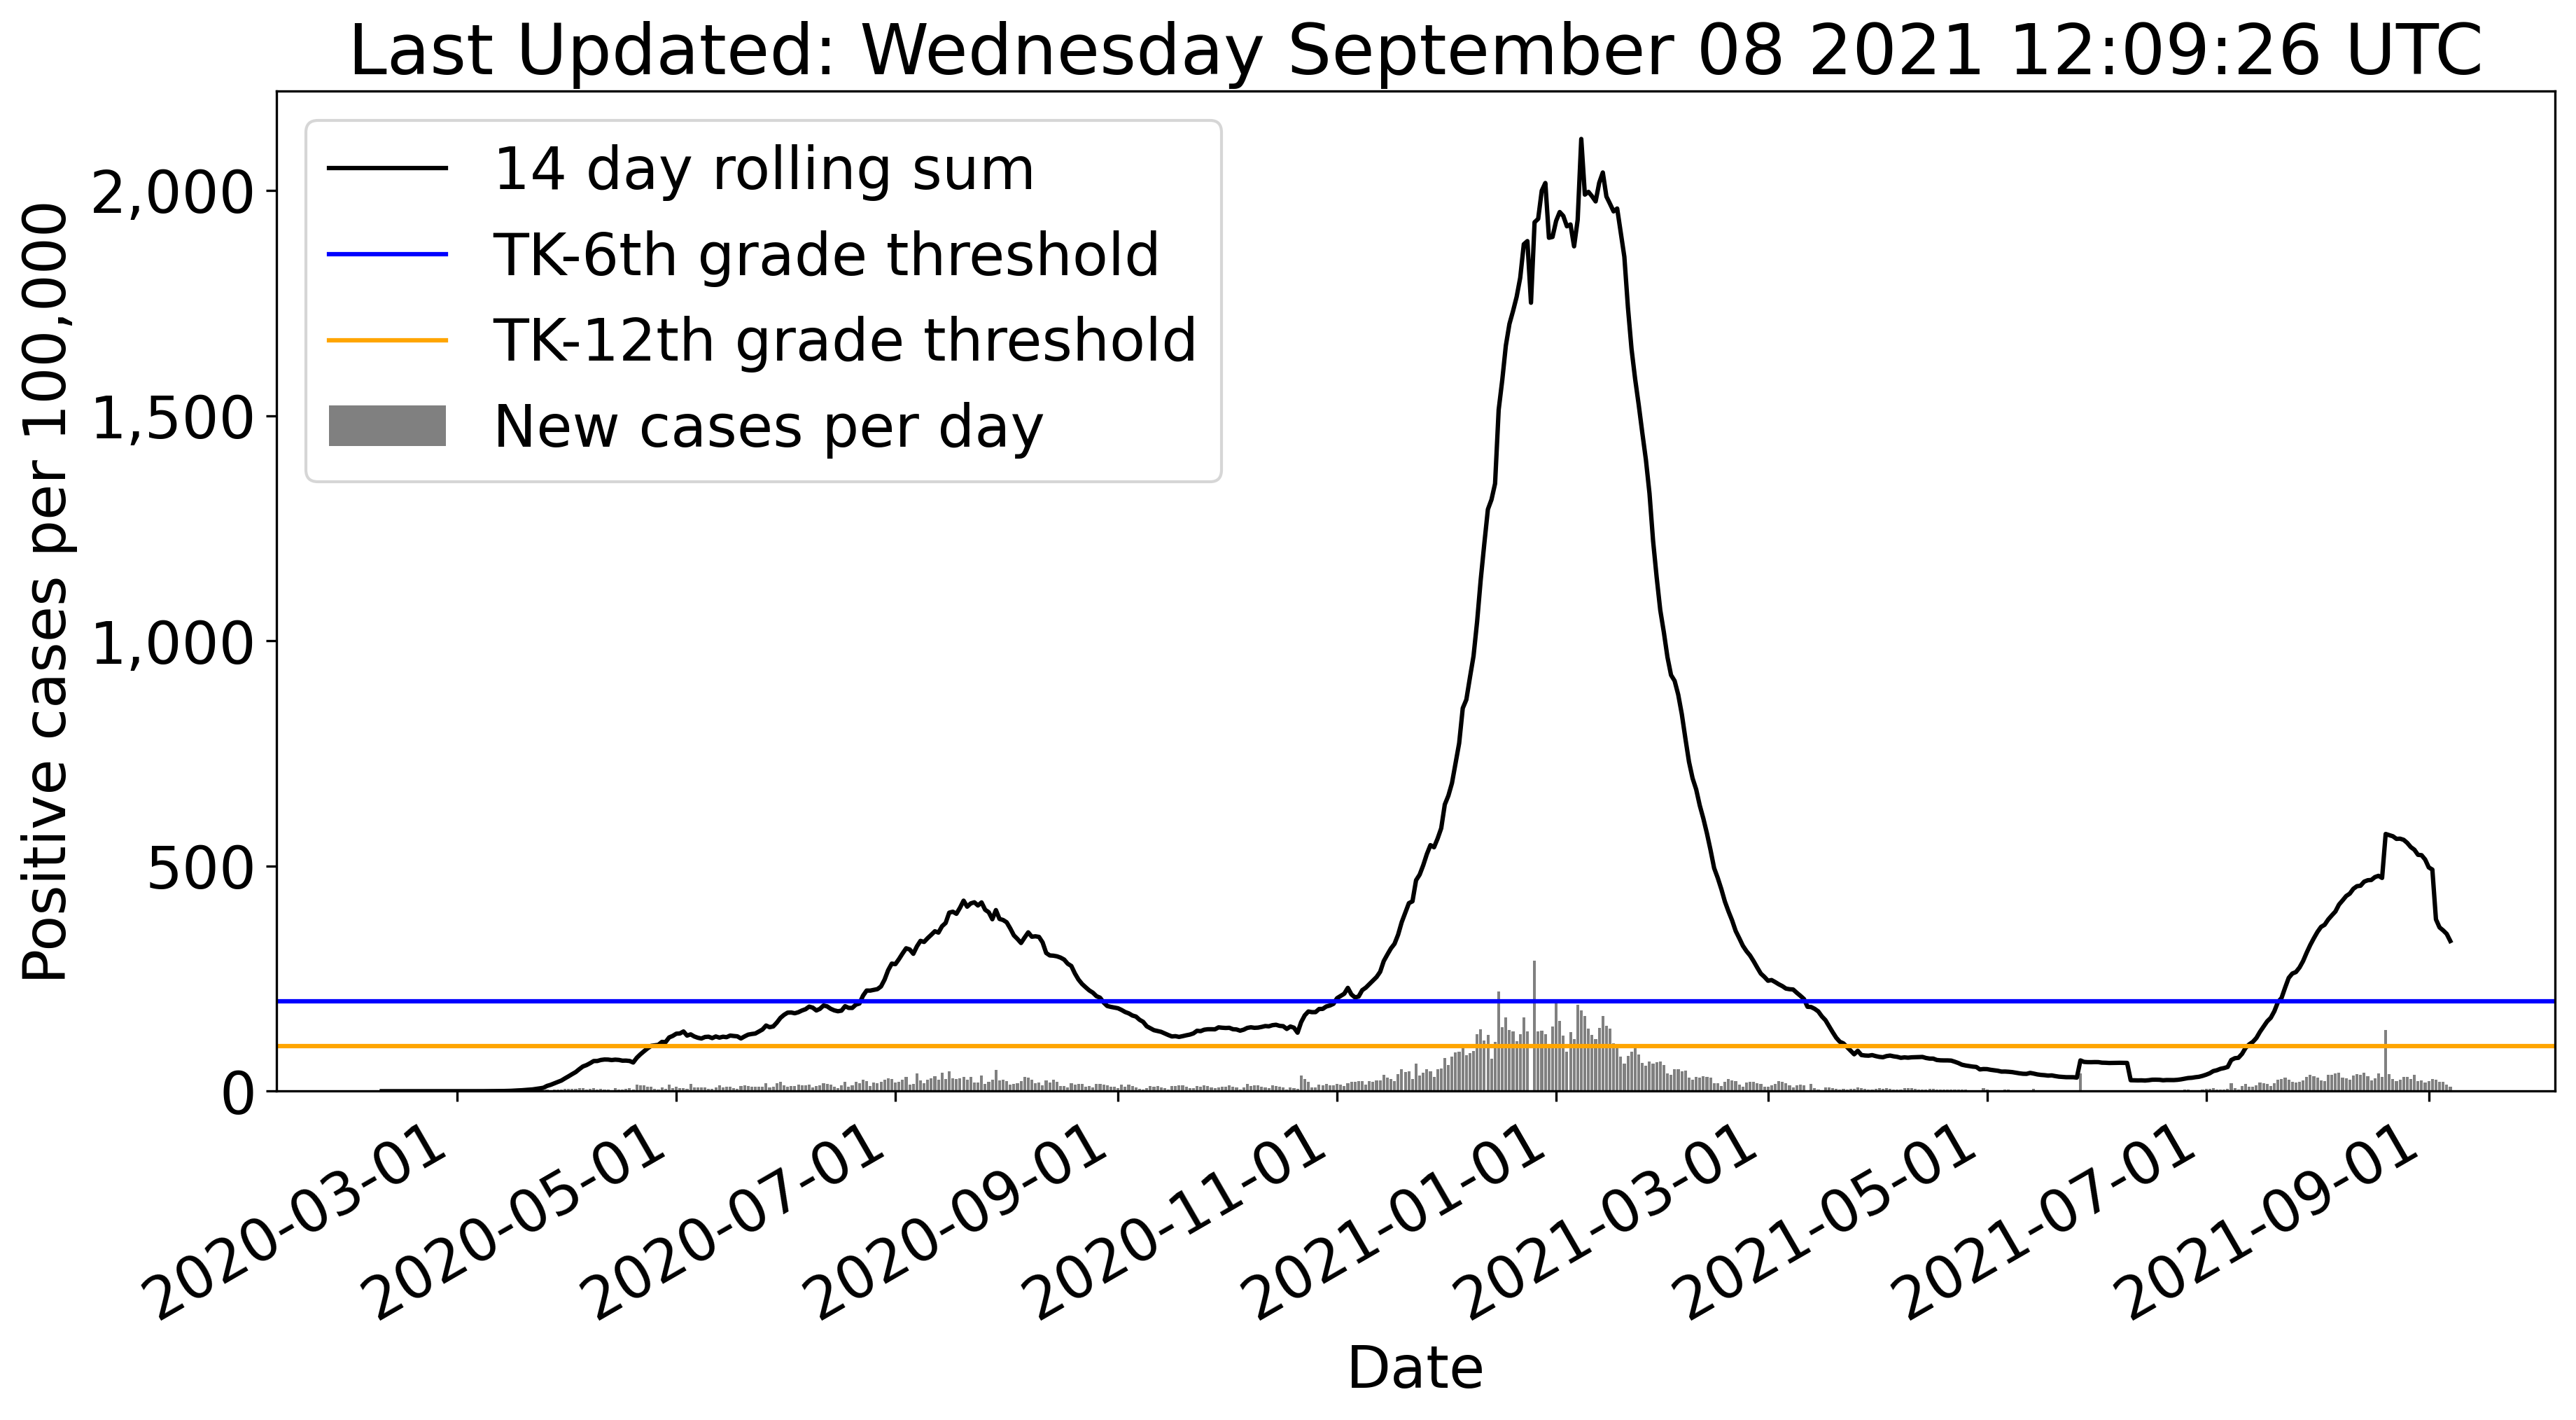 Last Updated: Wednesday September 08 2021 12:09:26 UTC
14 day rolling sum
TK-6th grade threshold
TK-12th grade threshold
New cases per day
Positive cases per 100,000
2,000
1,500
1,000
500
0
2020-03-01
2020-05-01
2020-07-01
2020-09-01
2020-11-01
2021-01-01
2021-03-01
2021-05-01
2021-07-01
2021-09-01
Date